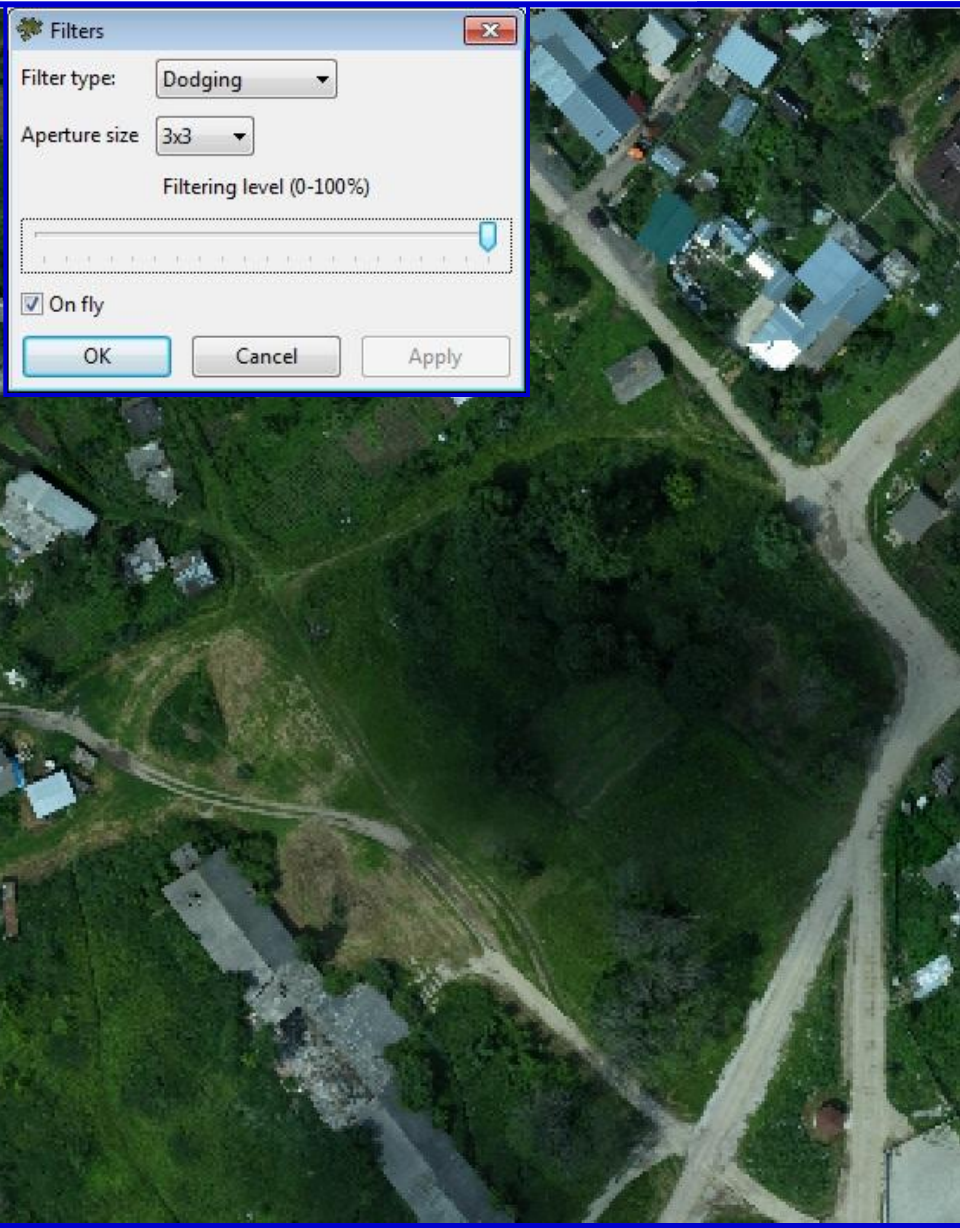 Filters
Filter type: Dodging
Aperture size 3x3
Filtering level (0-100%)
On fly
OK Cancel Apply